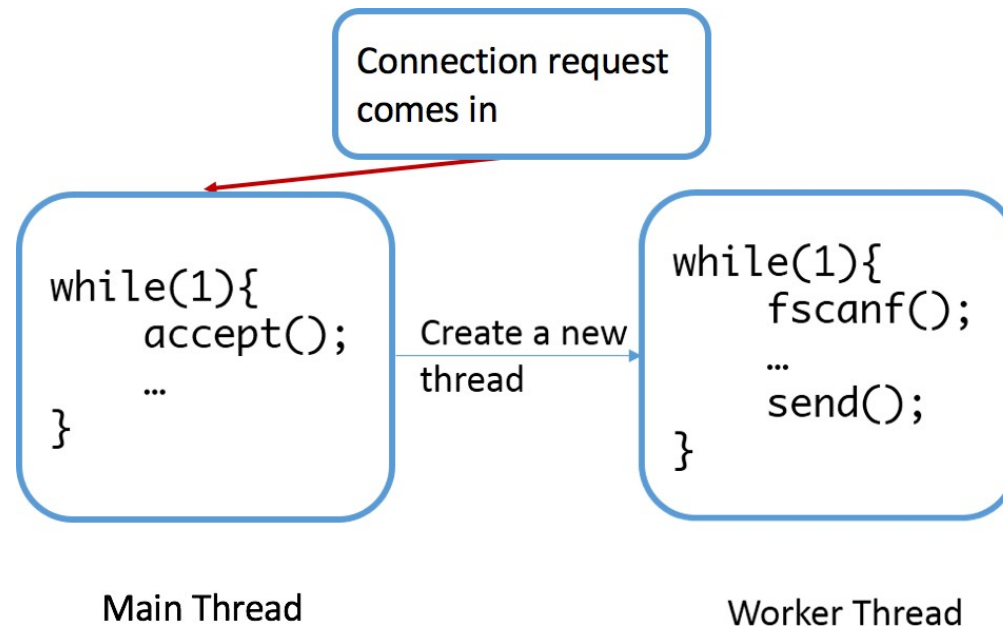 Connection request
comes in
while(1){
accept();
…
}
Create a new
thread
while(1){
fscanf();
…
send();
}
Main Thread
Worker Thread